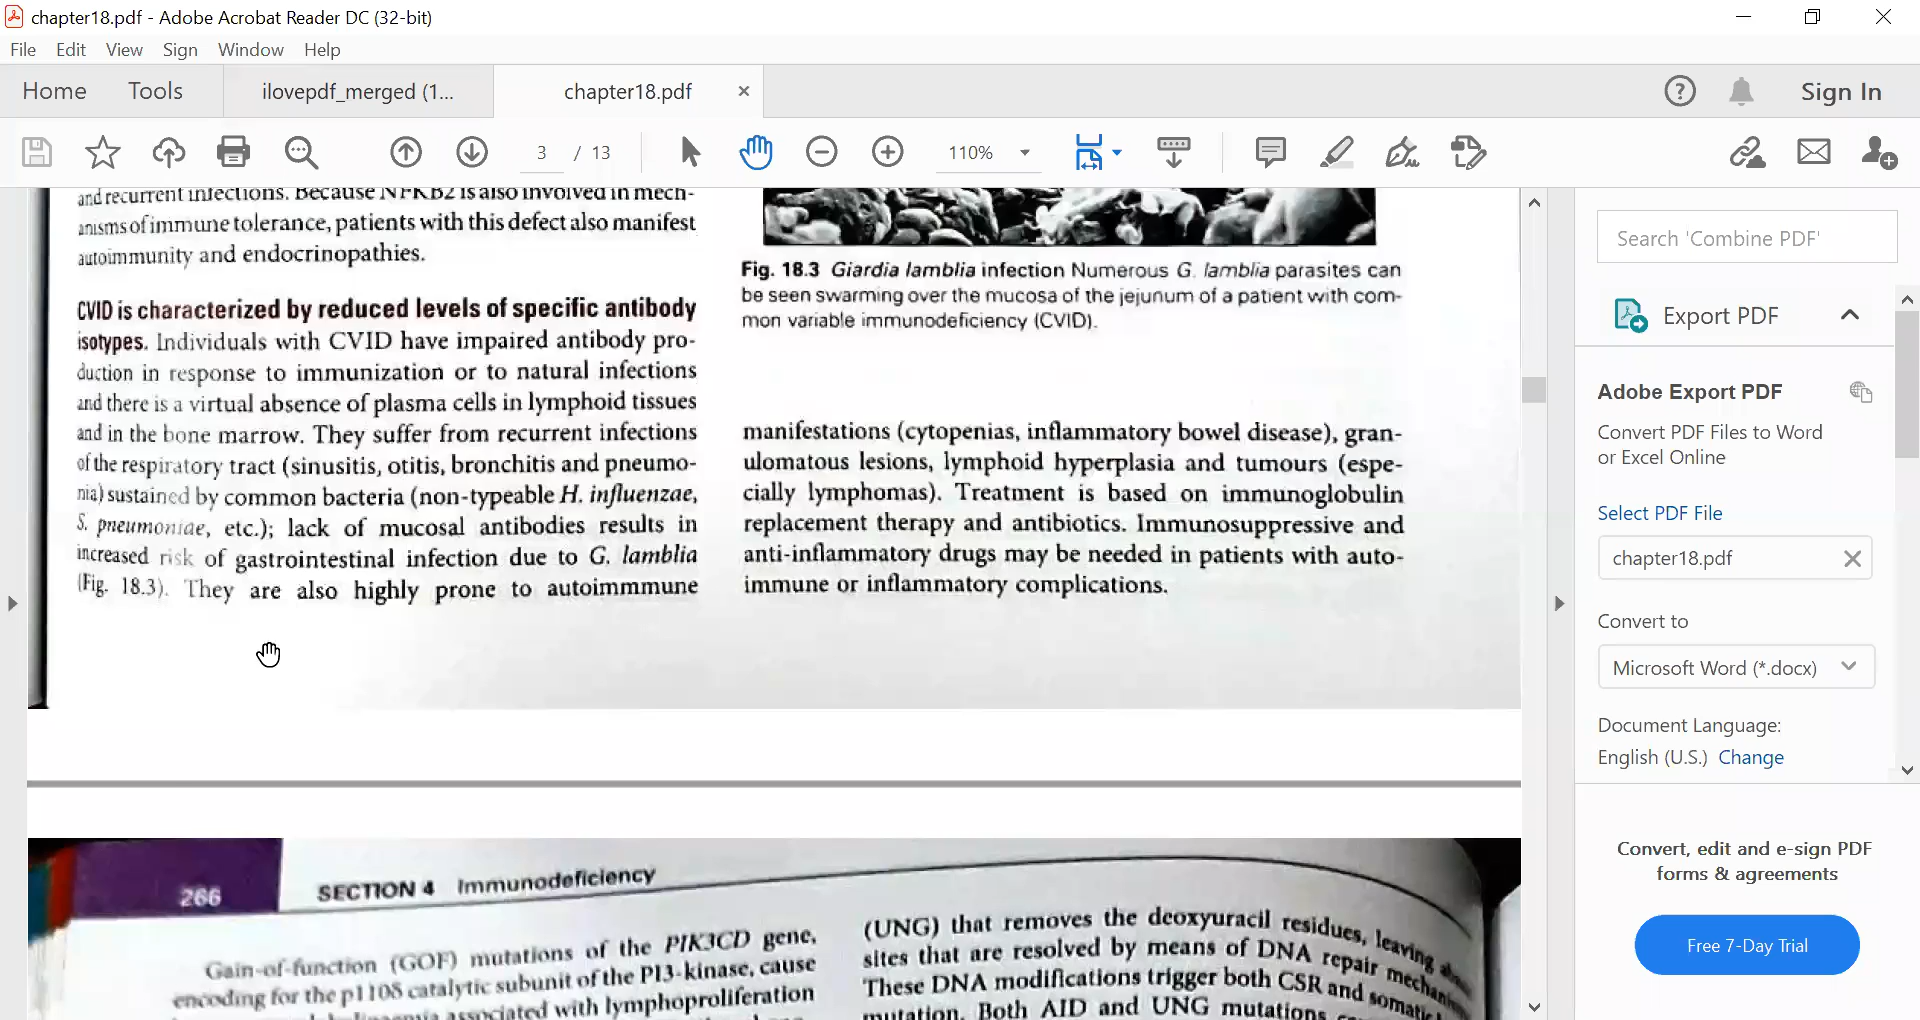 chapter18.pdf - Adobe Acrobat Reader DC (32-bit)
File Edit View Sign Window Help
Home Tools ilovepdf_merged (1... chapter18.pdf Sign In
3 / 13 110%
and recurrent infections. Because NFKB2 is also involved in mech-
anisms of immune tolerance, patients with this defect also manifest
autoimmunity and endocrinopathies.
CVID is characterized by reduced levels of specific antibody
isotypes. Individuals with CVID have impaired antibody pro-
duction in response to immunization or to natural infections
and there is a virtual absence of plasma cells in lymphoid tissues
and in the bone marrow. They suffer from recurrent infections
of the respiratory tract (sinusitis, otitis, bronchitis and pneumo-
nia) sustained by common bacteria (non-typeable H. influenzae,
S. pneumoniae, etc.); lack of mucosal antibodies results in
increased risk of gastrointestinal infection due to G. lamblia
(Fig. 18.3). They are also highly prone to autoimmmune
Fig. 18.3 Giardia lamblia infection Numerous G. lamblia parasites can
be seen swarming over the mucosa of the jejunum of a patient with com-
mon variable immunodeficiency (CVID).
manifestations (cytopenias, inflammatory bowel disease), gran-
ulomatous lesions, lymphoid hyperplasia and tumours (espe-
cially lymphomas). Treatment is based on immunoglobulin
replacement therapy and antibiotics. Immunosuppressive and
anti-inflammatory drugs may be needed in patients with auto-
immune or inflammatory complications.
266 SECTION 4 Immunodeficiency
Gain-of-function (GOF) mutations of the PIK3CD gene,
encoding for the p110δ catalytic subunit of the PI3-kinase, cause
associated with lymphoproliferation
(UNG) that removes the deoxyuracil residues, leaving
sites that are resolved by means of DNA repair
These DNA modifications trigger both CSR and somatic
mutation. Both AID and UNG mutations
Search 'Combine PDF'
Export PDF
Adobe Export PDF
Convert PDF Files to Word
or Excel Online
Select PDF File
chapter18.pdf
Convert to
Microsoft Word (*.docx)
Document Language:
English (U.S.) Change
Convert, edit and e-sign PDF
forms & agreements
Free 7-Day Trial